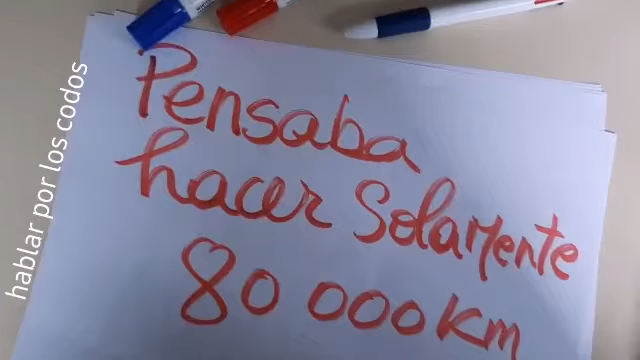 Pensaba
hacer Solamente
80 000 Km
hablar por los codos